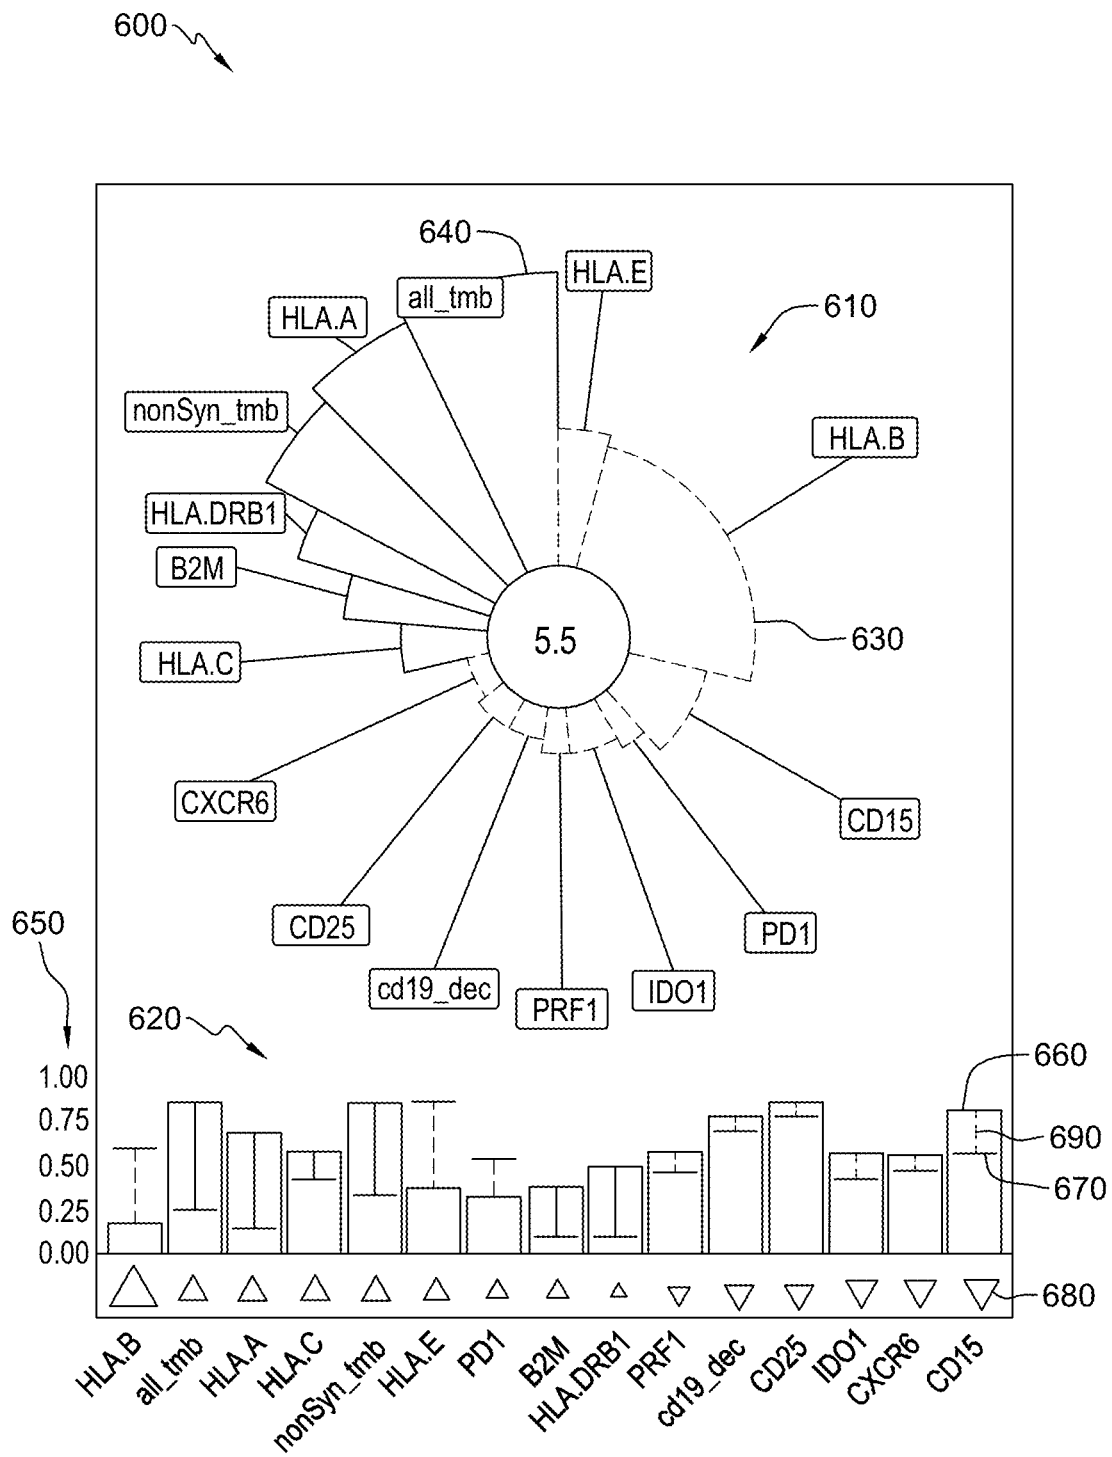 600
640
HLA.E
all_tmb
HLA.A
610
nonSyn_tmb
HLA.B
HLA.DRB1
B2M
5.5
630
HLA.C
CXCR6
CD15
CD25
PD1
cd19_dec
IDO1
PRF1
650
620
660
1.00
0.75
690
0.50
670
0.25
0.00
680
HLA.B
all_tmb
HLA.A
HLA.C
nonSyn_tmb
HLA.E
PD1
B2M
HLA.DRB1
PRF1
cd19_dec
CD25
IDO1
CXCR6
CD15